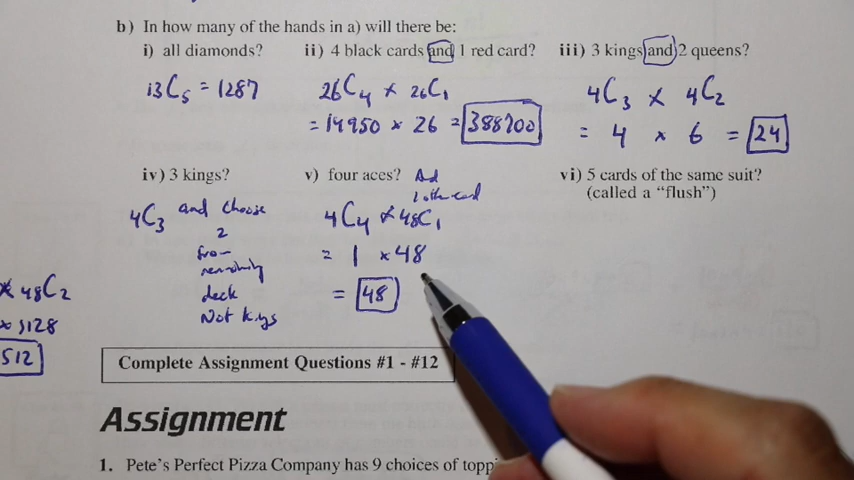 b) In how many of the hands in a) will there be:
i) all diamonds?
13C5 = 1287
ii) 4 black cards and 1 red card?
26C4 × 26C1
= 14950 × 26 = 388700
iii) 3 kings and 2 queens?
4C3 × 4C2
= 4 × 6 = 24
iv) 3 kings?
4C3 and choose
2
from
remaining
deck
Not kings
× 48C2
× 1128
512
v) four aces? And
1 other card
4C4 × 48C1
= 1 × 48
= 48
vi) 5 cards of the same suit?
(called a "flush")
Complete Assignment Questions #1 - #12
Assignment
1. Pete's Perfect Pizza Company has 9 choices of toppi